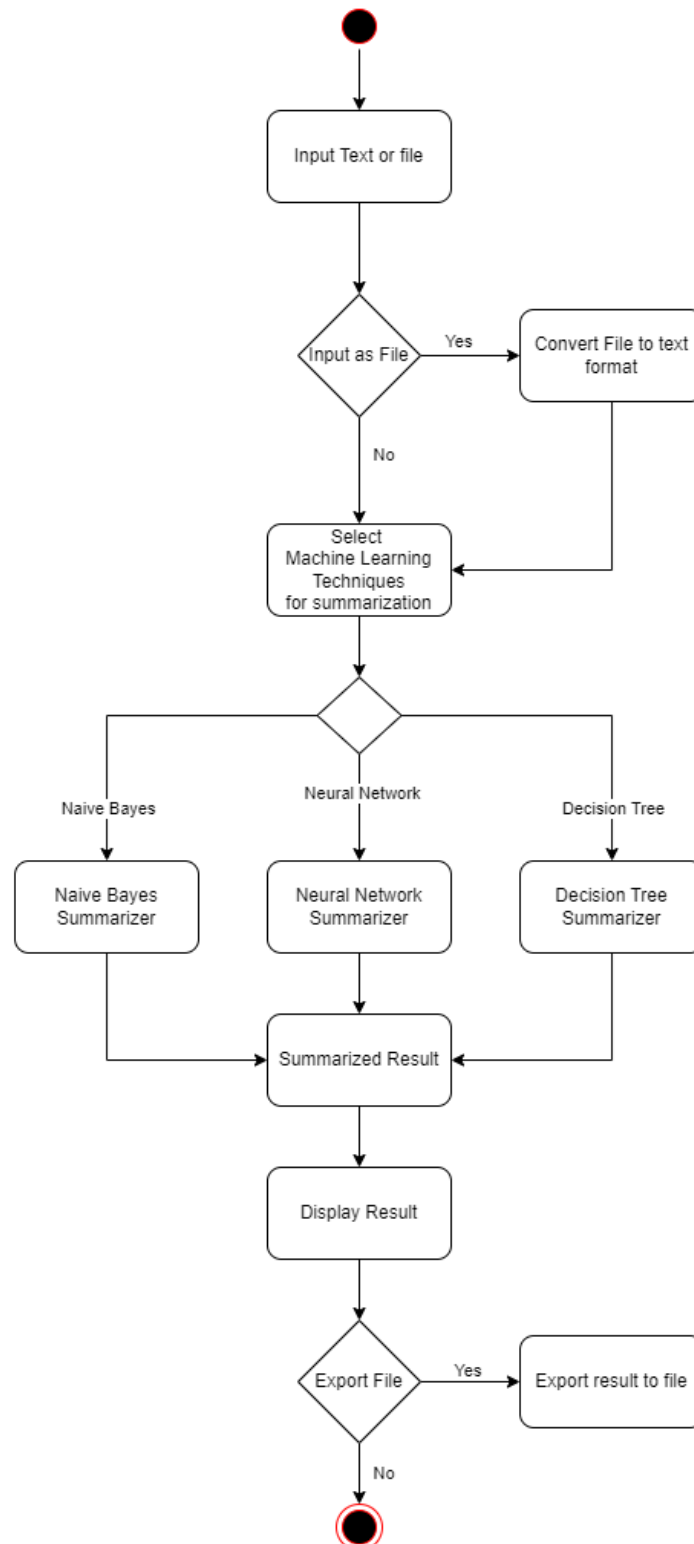 Input Text or file
Input as File
Yes
Convert File to text
format
No
Select
Machine Learning
Techniques
for summarization
Naive Bayes
Neural Network
Decision Tree
Naive Bayes
Summarizer
Neural Network
Summarizer
Decision Tree
Summarizer
Summarized Result
Display Result
Export File
Yes
Export result to file
No